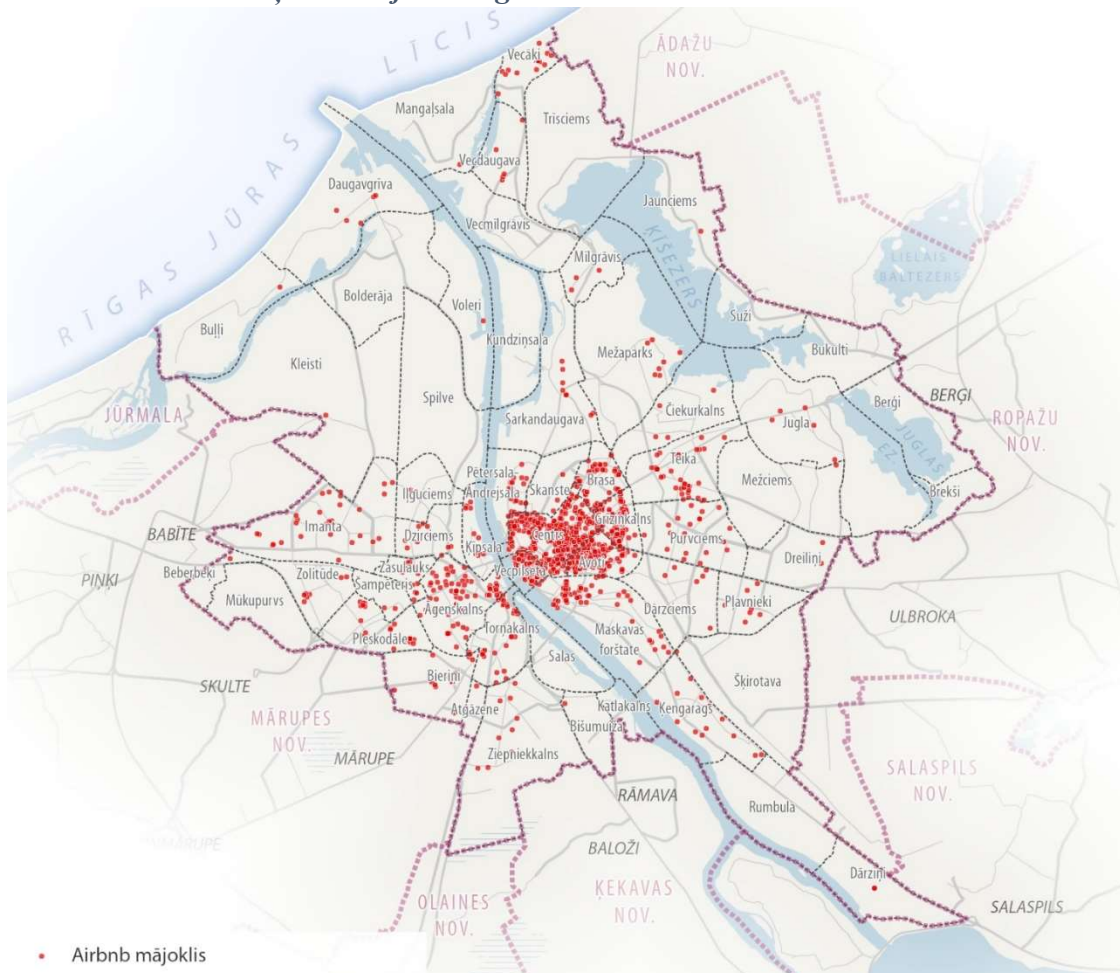 RĪGAS JŪRAS LĪCIS
ĀDAŽU
NOV.
Vecāķi
Mangaļsala
Trisciems
Vecdaugava
Daugavgrīva
Jaunciems
Vecmīlgrāvis
ĶĪŠEZERS
LIELAIS
BALTEZERS
Milgrāvis
Bolderāja
Voleri
Suži
Buļļi
Kundziņsala
Mežaparks
Bukulti
Kleisti
BERĢI
Berģi
JŪRMALA
Spilve
Čiekurkalns
JUGLAS
EZ.
ROPAŽU
NOV.
Sarkandaugava
Jugla
Teika
Pētersala-
Andrejsala
Skanste
Brasa
Mežciems
Iļģuciems
Brekši
Grīziņkalns
Imanta
Dzirciems
Centrs
Purvciems
BABĪTE
Ķīpsala
Avoti
Dreiliņi
Zasulauks
Vecpilsēta
PIŅĶI
Beberbeķi
Zolitūde
Šampēteris
Mūkupurvs
Āgenskalns
Dārzciems
Pļavnieki
ULBROKA
Torņakalns
Maskavas
forštate
Pleskodāle
Salas
SKULTE
Bieriņi
Šķirotava
Atgāzene
Katlakalns
Ķengarags
MĀRUPES
NOV.
Bišumuiža
MĀRUPE
Ziepniekkalns
SALASPILS
NOV.
RĀMAVA
Rumbula
BALOŽI
Dārziņi
OLAINES
NOV.
ĶEKAVAS
NOV.
SALASPILS
Airbnb mājoklis